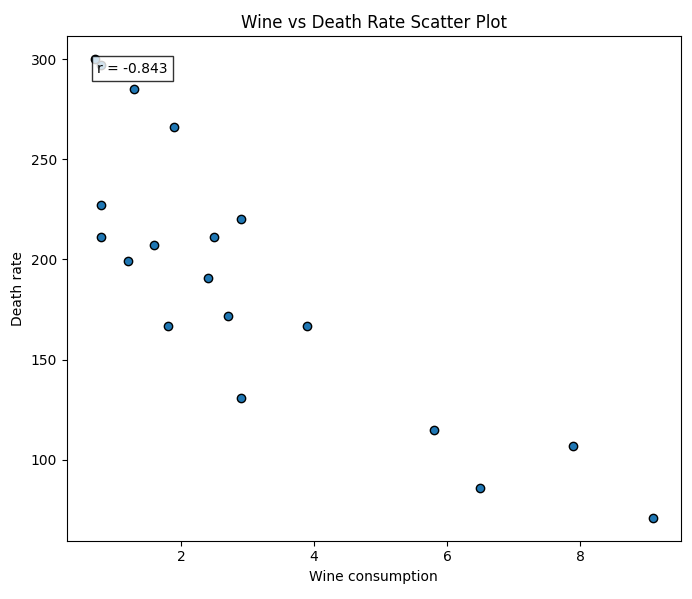 Wine vs Death Rate Scatter Plot
r = -0.843
300
250
200
150
100
Death rate
2 4 6 8
Wine consumption